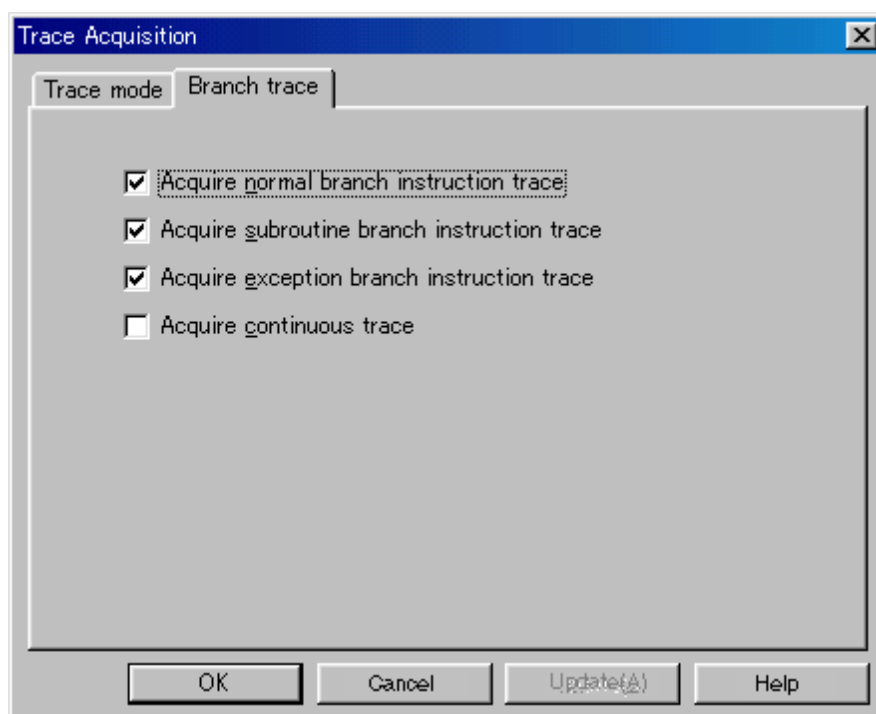 Trace Acquisition
Trace mode Branch trace
Acquire normal branch instruction trace
Acquire subroutine branch instruction trace
Acquire exception branch instruction trace
Acquire continuous trace
OK Cancel Update(A) Help